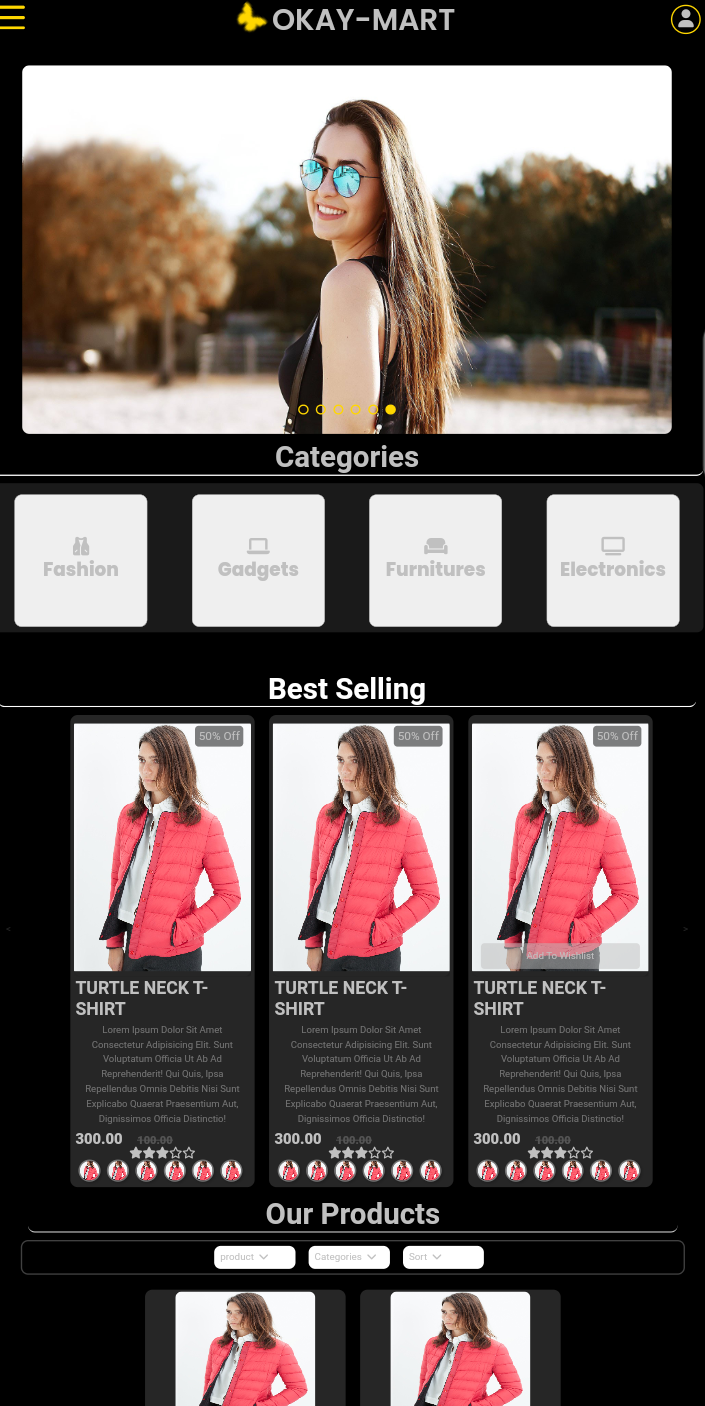 OKAY-MART
Categories
Fashion
Gadgets
Furnitures
Electronics
Best Selling
50% Off
50% Off
50% Off
<
>
Add To Wishlist
TURTLE NECK T-
SHIRT
Lorem Ipsum Dolor Sit Amet
Consectetur Adipisicing Elit. Sunt
Voluptatum Officia Ut Ab Ad
Reprehenderit! Qui Quis, Ipsa
Repellendus Omnis Debitis Nisi Sunt
Explicabo Quaerat Praesentium Aut,
Dignissimos Officia Distinctio!
300.00 100.00
TURTLE NECK T-
SHIRT
Lorem Ipsum Dolor Sit Amet
Consectetur Adipisicing Elit. Sunt
Voluptatum Officia Ut Ab Ad
Reprehenderit! Qui Quis, Ipsa
Repellendus Omnis Debitis Nisi Sunt
Explicabo Quaerat Praesentium Aut,
Dignissimos Officia Distinctio!
300.00 100.00
TURTLE NECK T-
SHIRT
Lorem Ipsum Dolor Sit Amet
Consectetur Adipisicing Elit. Sunt
Voluptatum Officia Ut Ab Ad
Reprehenderit! Qui Quis, Ipsa
Repellendus Omnis Debitis Nisi Sunt
Explicabo Quaerat Praesentium Aut,
Dignissimos Officia Distinctio!
300.00 100.00
Our Products
product
Categories
Sort